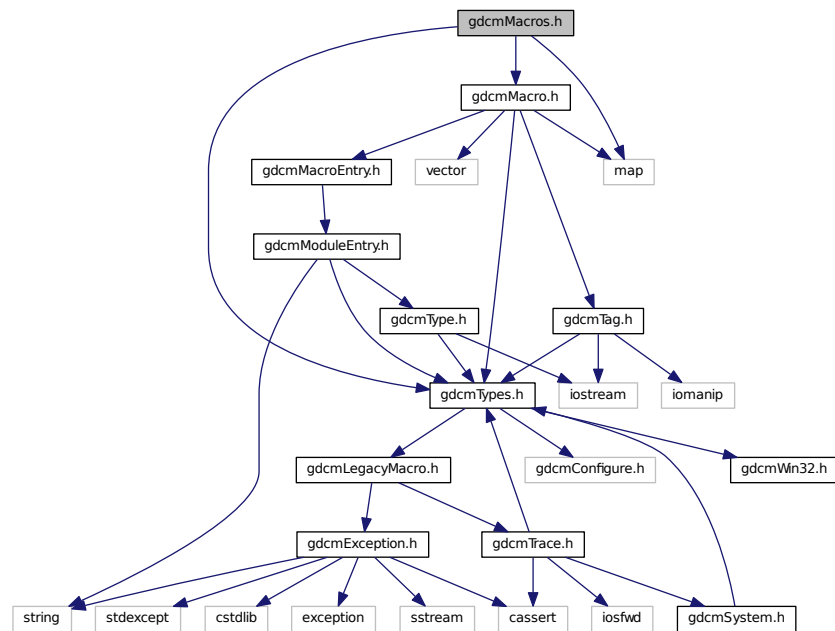 gdcmMacros.h
gdcmMacro.h
gdcmMacroEntry.h
vector
map
gdcmModuleEntry.h
gdcmType.h
gdcmTag.h
gdcmTypes.h
iostream
iomanip
gdcmLegacyMacro.h
gdcmConfigure.h
gdcmWin32.h
gdcmException.h
gdcmTrace.h
string
stdexcept
cstdlib
exception
sstream
cassert
iosfwd
gdcmSystem.h